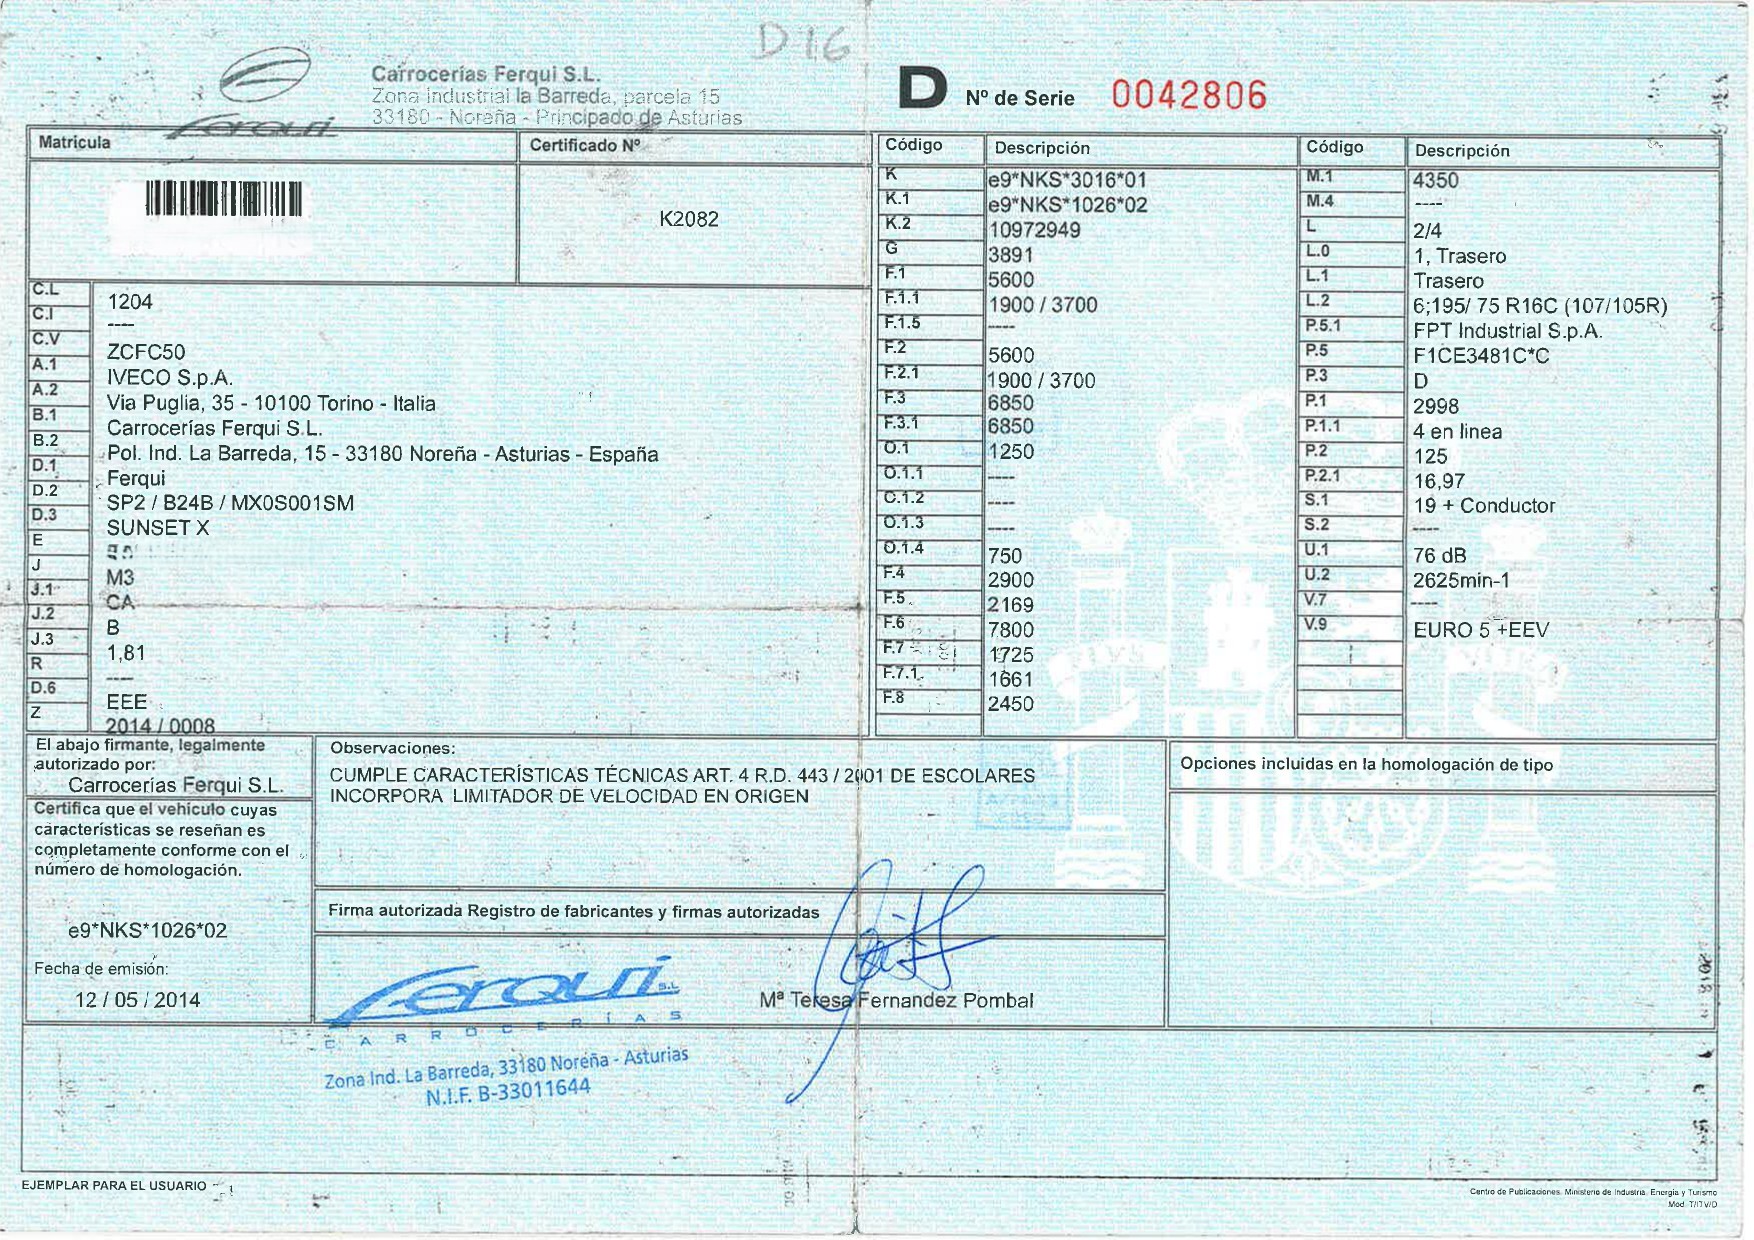 D16
Carrocerías Ferqui S.L.
Zona Industrial la Barreda, parcela 15
33180 - Noreña - Principado de Asturias
Ferqui
D Nº de Serie 0042806
Matricula
Certificado Nº
K2082
C.L 1204
C.I ----
C.V ZCFC50
A.1 IVECO S.p.A.
A.2 Via Puglia, 35 - 10100 Torino - Italia
B.1 Carrocerías Ferqui S.L.
B.2 Pol. Ind. La Barreda, 15 - 33180 Noreña - Asturias - España
D.1 Ferqui
D.2 SP2 / B24B / MX0S001SM
D.3 SUNSET X
E
J M3
J.1 CA
J.2 B
J.3 1,81
R ----
D.6 EEE
Z 2014 / 0008
Código Descripción
K e9*NKS*3016*01
K.1 e9*NKS*1026*02
K.2 10972949
G 3891
F.1 5600
F.1.1 1900 / 3700
F.1.5 ----
F.2 5600
F.2.1 1900 / 3700
F.3 6850
F.3.1 6850
O.1 1250
O.1.1 ----
O.1.2 ----
O.1.3 ----
O.1.4 750
F.4 2900
F.5 2169
F.6 7800
F.7 1725
F.7.1 1661
F.8 2450
Código Descripción
M.1 4350
M.4 ----
L 2/4
L.0 1, Trasero
L.1 Trasero
L.2 6;195/ 75 R16C (107/105R)
P.5.1 FPT Industrial S.p.A.
P.5 F1CE3481C*C
P.3 D
P.1 2998
P.1.1 4 en linea
P.2 125
P.2.1 16,97
S.1 19 + Conductor
S.2 ----
U.1 76 dB
U.2 2625min-1
V.7 ----
V.9 EURO 5 +EEV
El abajo firmante, legalmente
autorizado por:
Carrocerías Ferqui S.L.
Certifica que el vehículo cuyas
características se reseñan es
completamente conforme con el
número de homologación.
e9*NKS*1026*02
Fecha de emisión:
12 / 05 / 2014
Observaciones:
CUMPLE CARACTERÍSTICAS TÉCNICAS ART. 4 R.D. 443 / 2001 DE ESCOLARES
INCORPORA LIMITADOR DE VELOCIDAD EN ORIGEN
Firma autorizada Registro de fabricantes y firmas autorizadas
Ferqui S.L.
CARROCERÍAS
Mª Teresa Fernandez Pombal
Zona Ind. La Barreda, 33180 Noreña - Asturias
N.I.F. B-33011644
Opciones incluidas en la homologación de tipo
EJEMPLAR PARA EL USUARIO
Centro de Publicaciones. Ministerio de Industria, Energía y Turismo
Mod. T/ITV/D